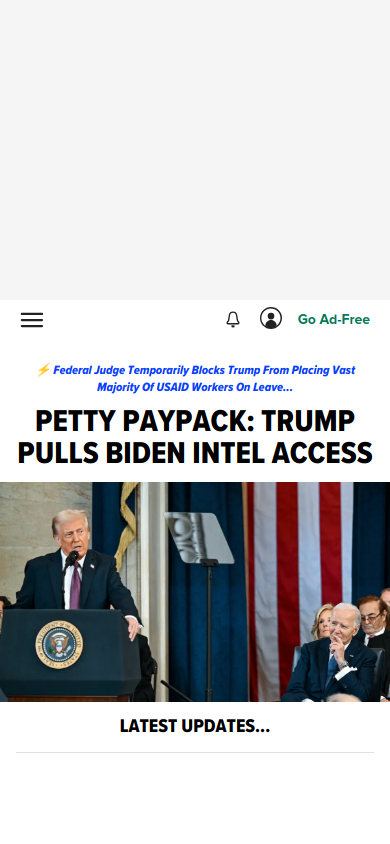 Go Ad-Free
⚡ Federal Judge Temporarily Blocks Trump From Placing Vast
Majority Of USAID Workers On Leave...
PETTY PAYPACK: TRUMP
PULLS BIDEN INTEL ACCESS
LATEST UPDATES...